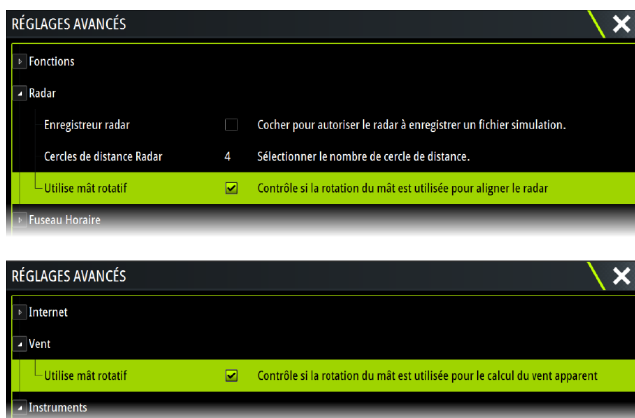 RÉGLAGES AVANCÉS
Fonctions
Radar
Enregistreur radar Cocher pour autoriser le radar à enregistrer un fichier simulation.
Cercles de distance Radar 4 Sélectionner le nombre de cercle de distance.
Utilise mât rotatif Contrôle si la rotation du mât est utilisée pour aligner le radar
Fuseau Horaire
RÉGLAGES AVANCÉS
Internet
Vent
Utilise mât rotatif Contrôle si la rotation du mât est utilisée pour le calcul du vent apparent
Instruments